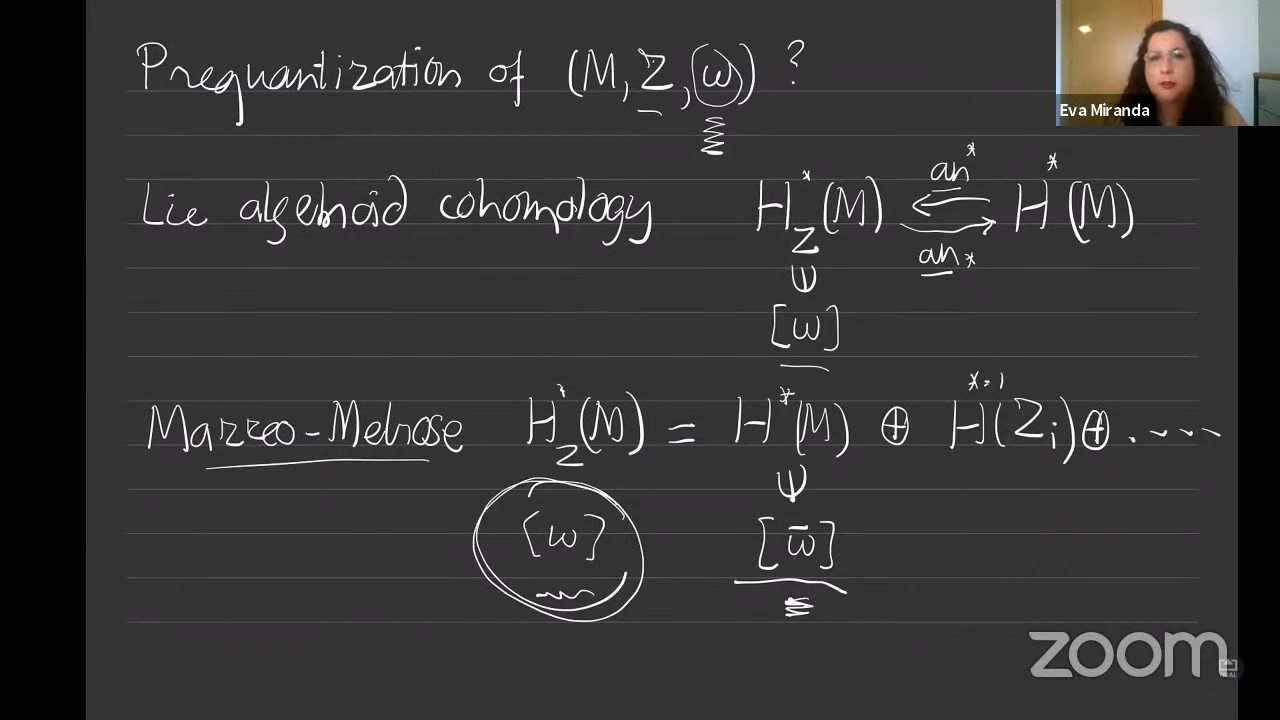 Prequantization of (M, Z, ω) ?
Eva Miranda
Lie algebroid cohomology H*_Z(M) ⇄ H*(M)
an*
an_*
Ψ
[ω]
Mazzeo-Melrose H*_Z(M) = H*(M) ⊕ H^{*-1}(Z_i) ⊕ .----
Ψ
[ω] [ω̄]
zoom